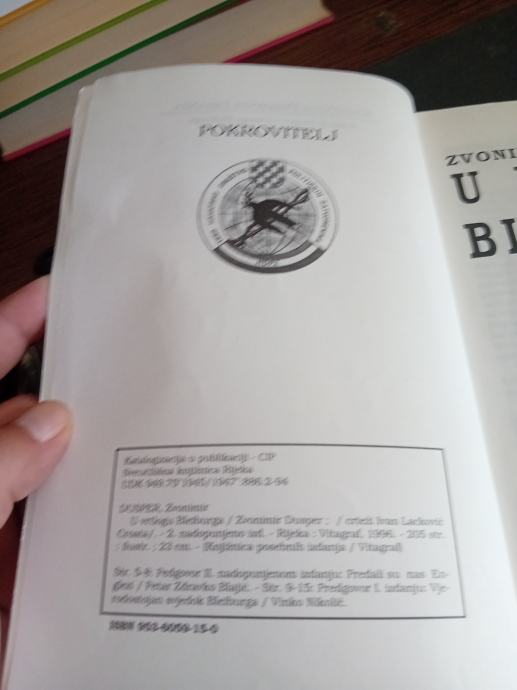 POKROVITELJ
ZVONI
U
BL
Katalogizacija u publikaciji - CIP
Sveučilišna knjižnica Rijeka
UDK 949.75"1945/1947":886.2-94
DUSPER, Zvonimir
U vrtlogu Bleiburga / Zvonimir Dusper ; / crteži Ivan Lacković
Croata/. - 2. nadopunjeno izd. - Rijeka : Vitagraf, 1996. - 205 str.
: ilustr. ; 23 cm. - (Knjižnica posebnih izdanja / Vitagraf)
Str. 5-8: Predgovor II. nadopunjenom izdanju: Predali su nas En-
glezi / Petar Zdravko Blajić. - Str. 9-15: Predgovor I. izdanju: Vje-
rodostojan svjedok Bleiburga / Vinko Nikolić.
ISBN 953-6059-15-0